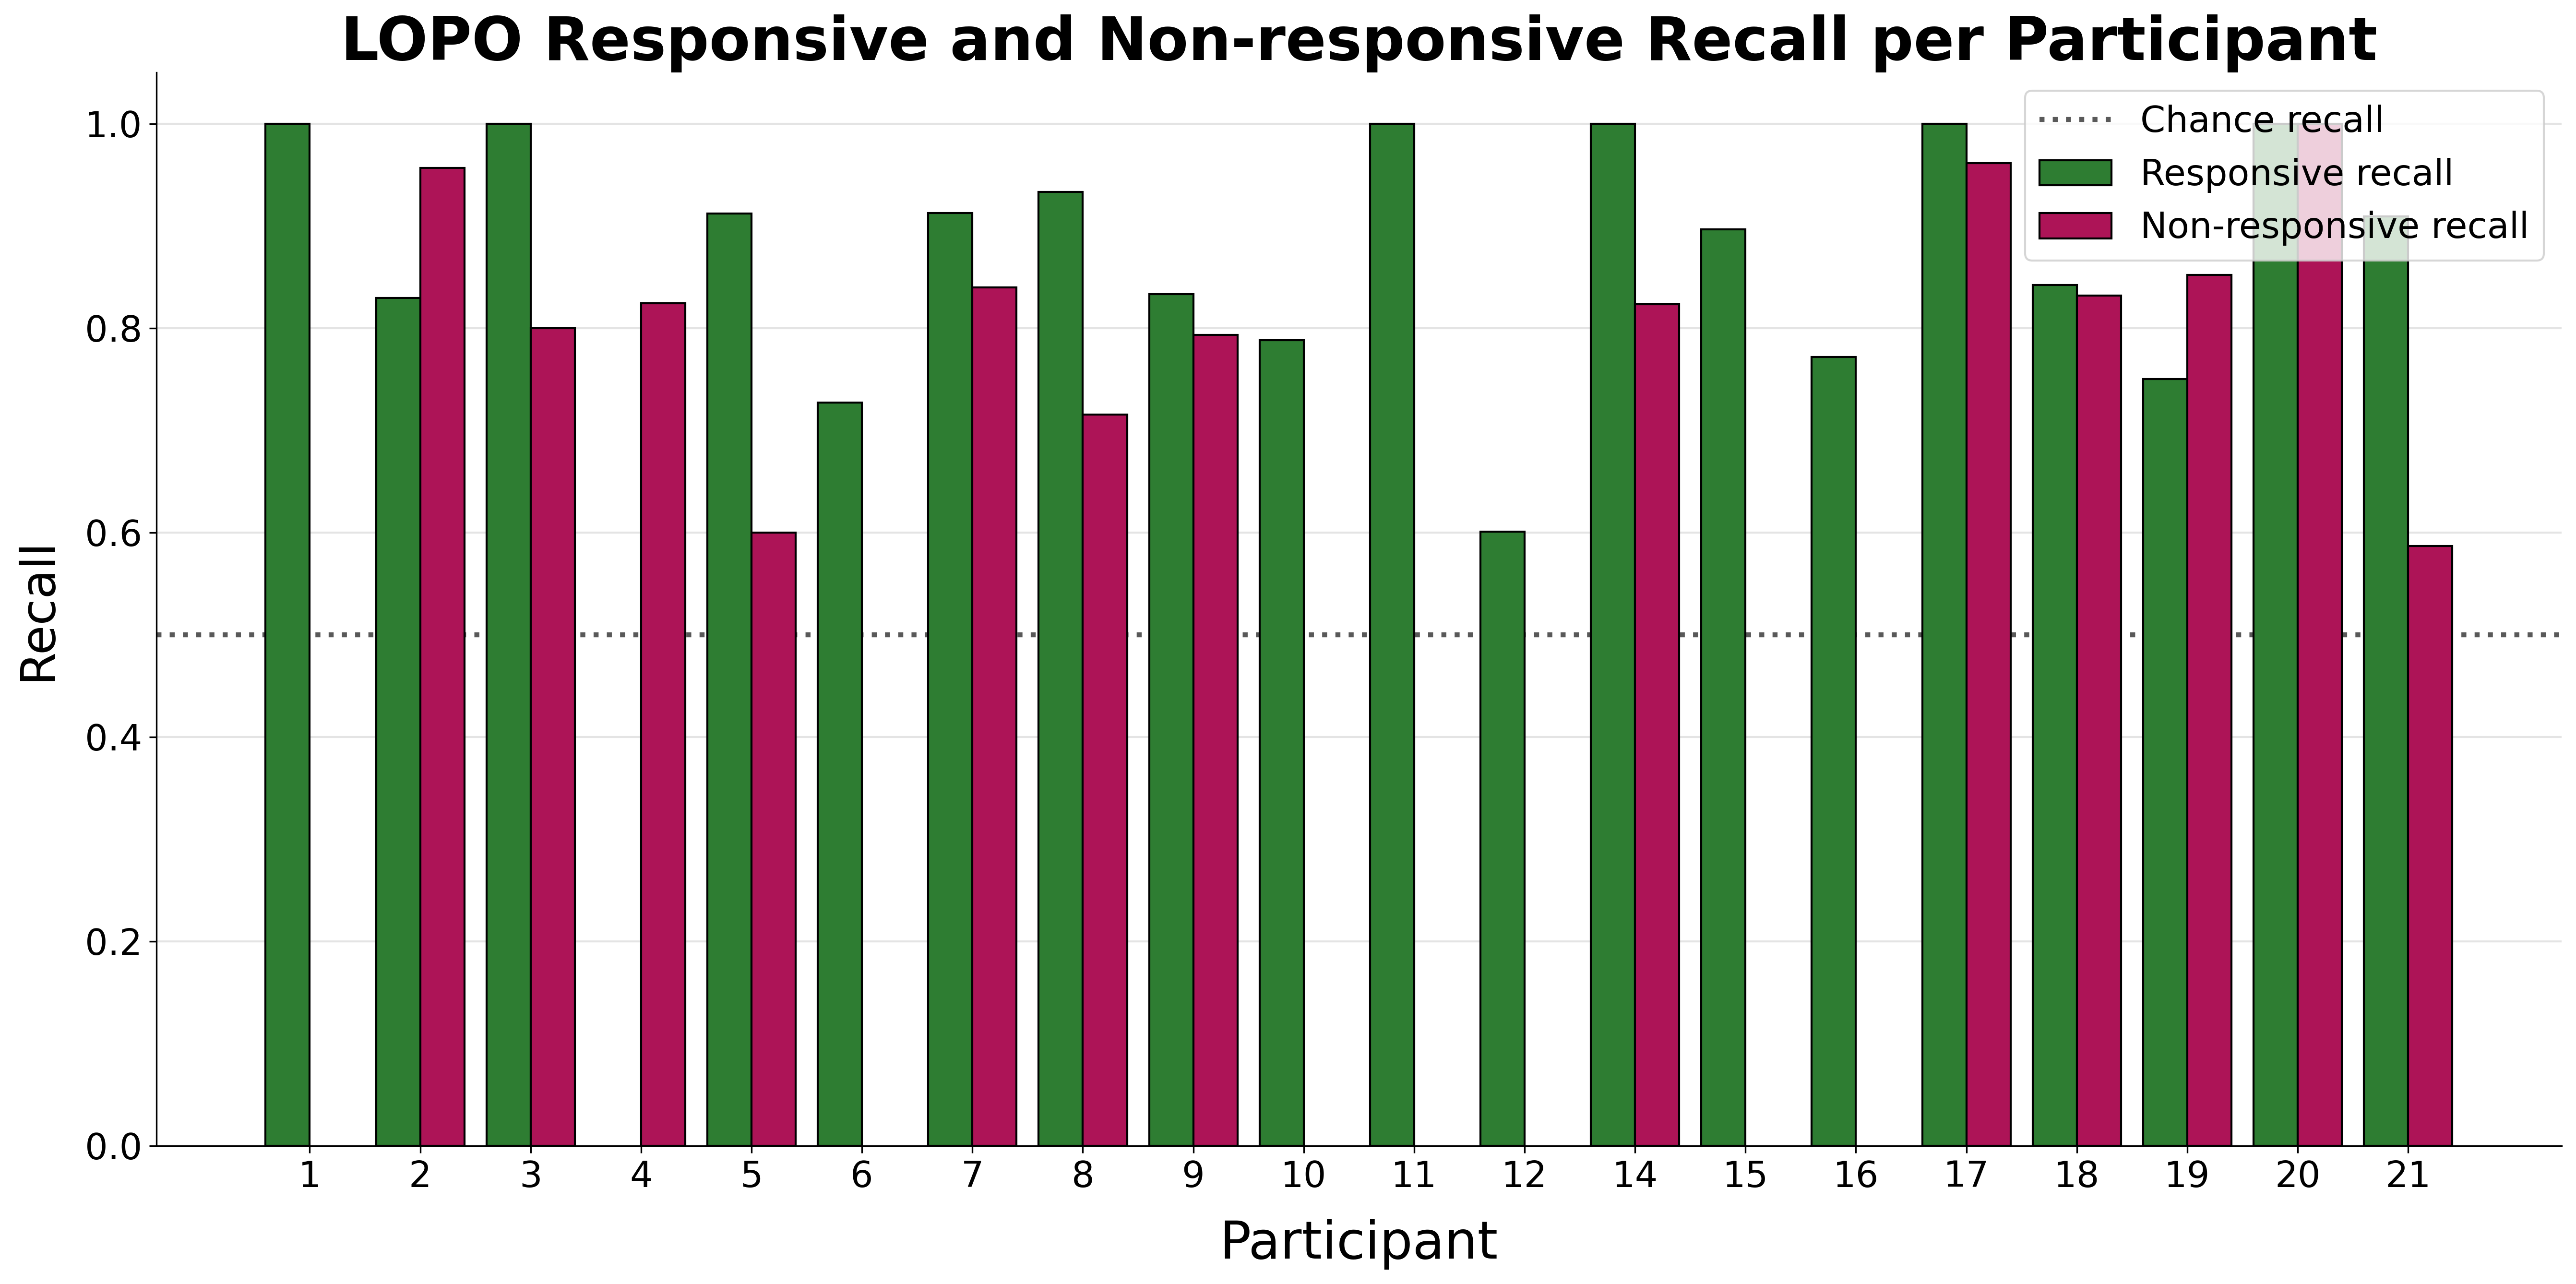 LOPO Responsive and Non-responsive Recall per Participant
Chance recall
Responsive recall
Non-responsive recall
1.0
0.8
0.6
0.4
0.2
0.0
Recall
1 2 3 4 5 6 7 8 9 10 11 12 14 15 16 17 18 19 20 21
Participant